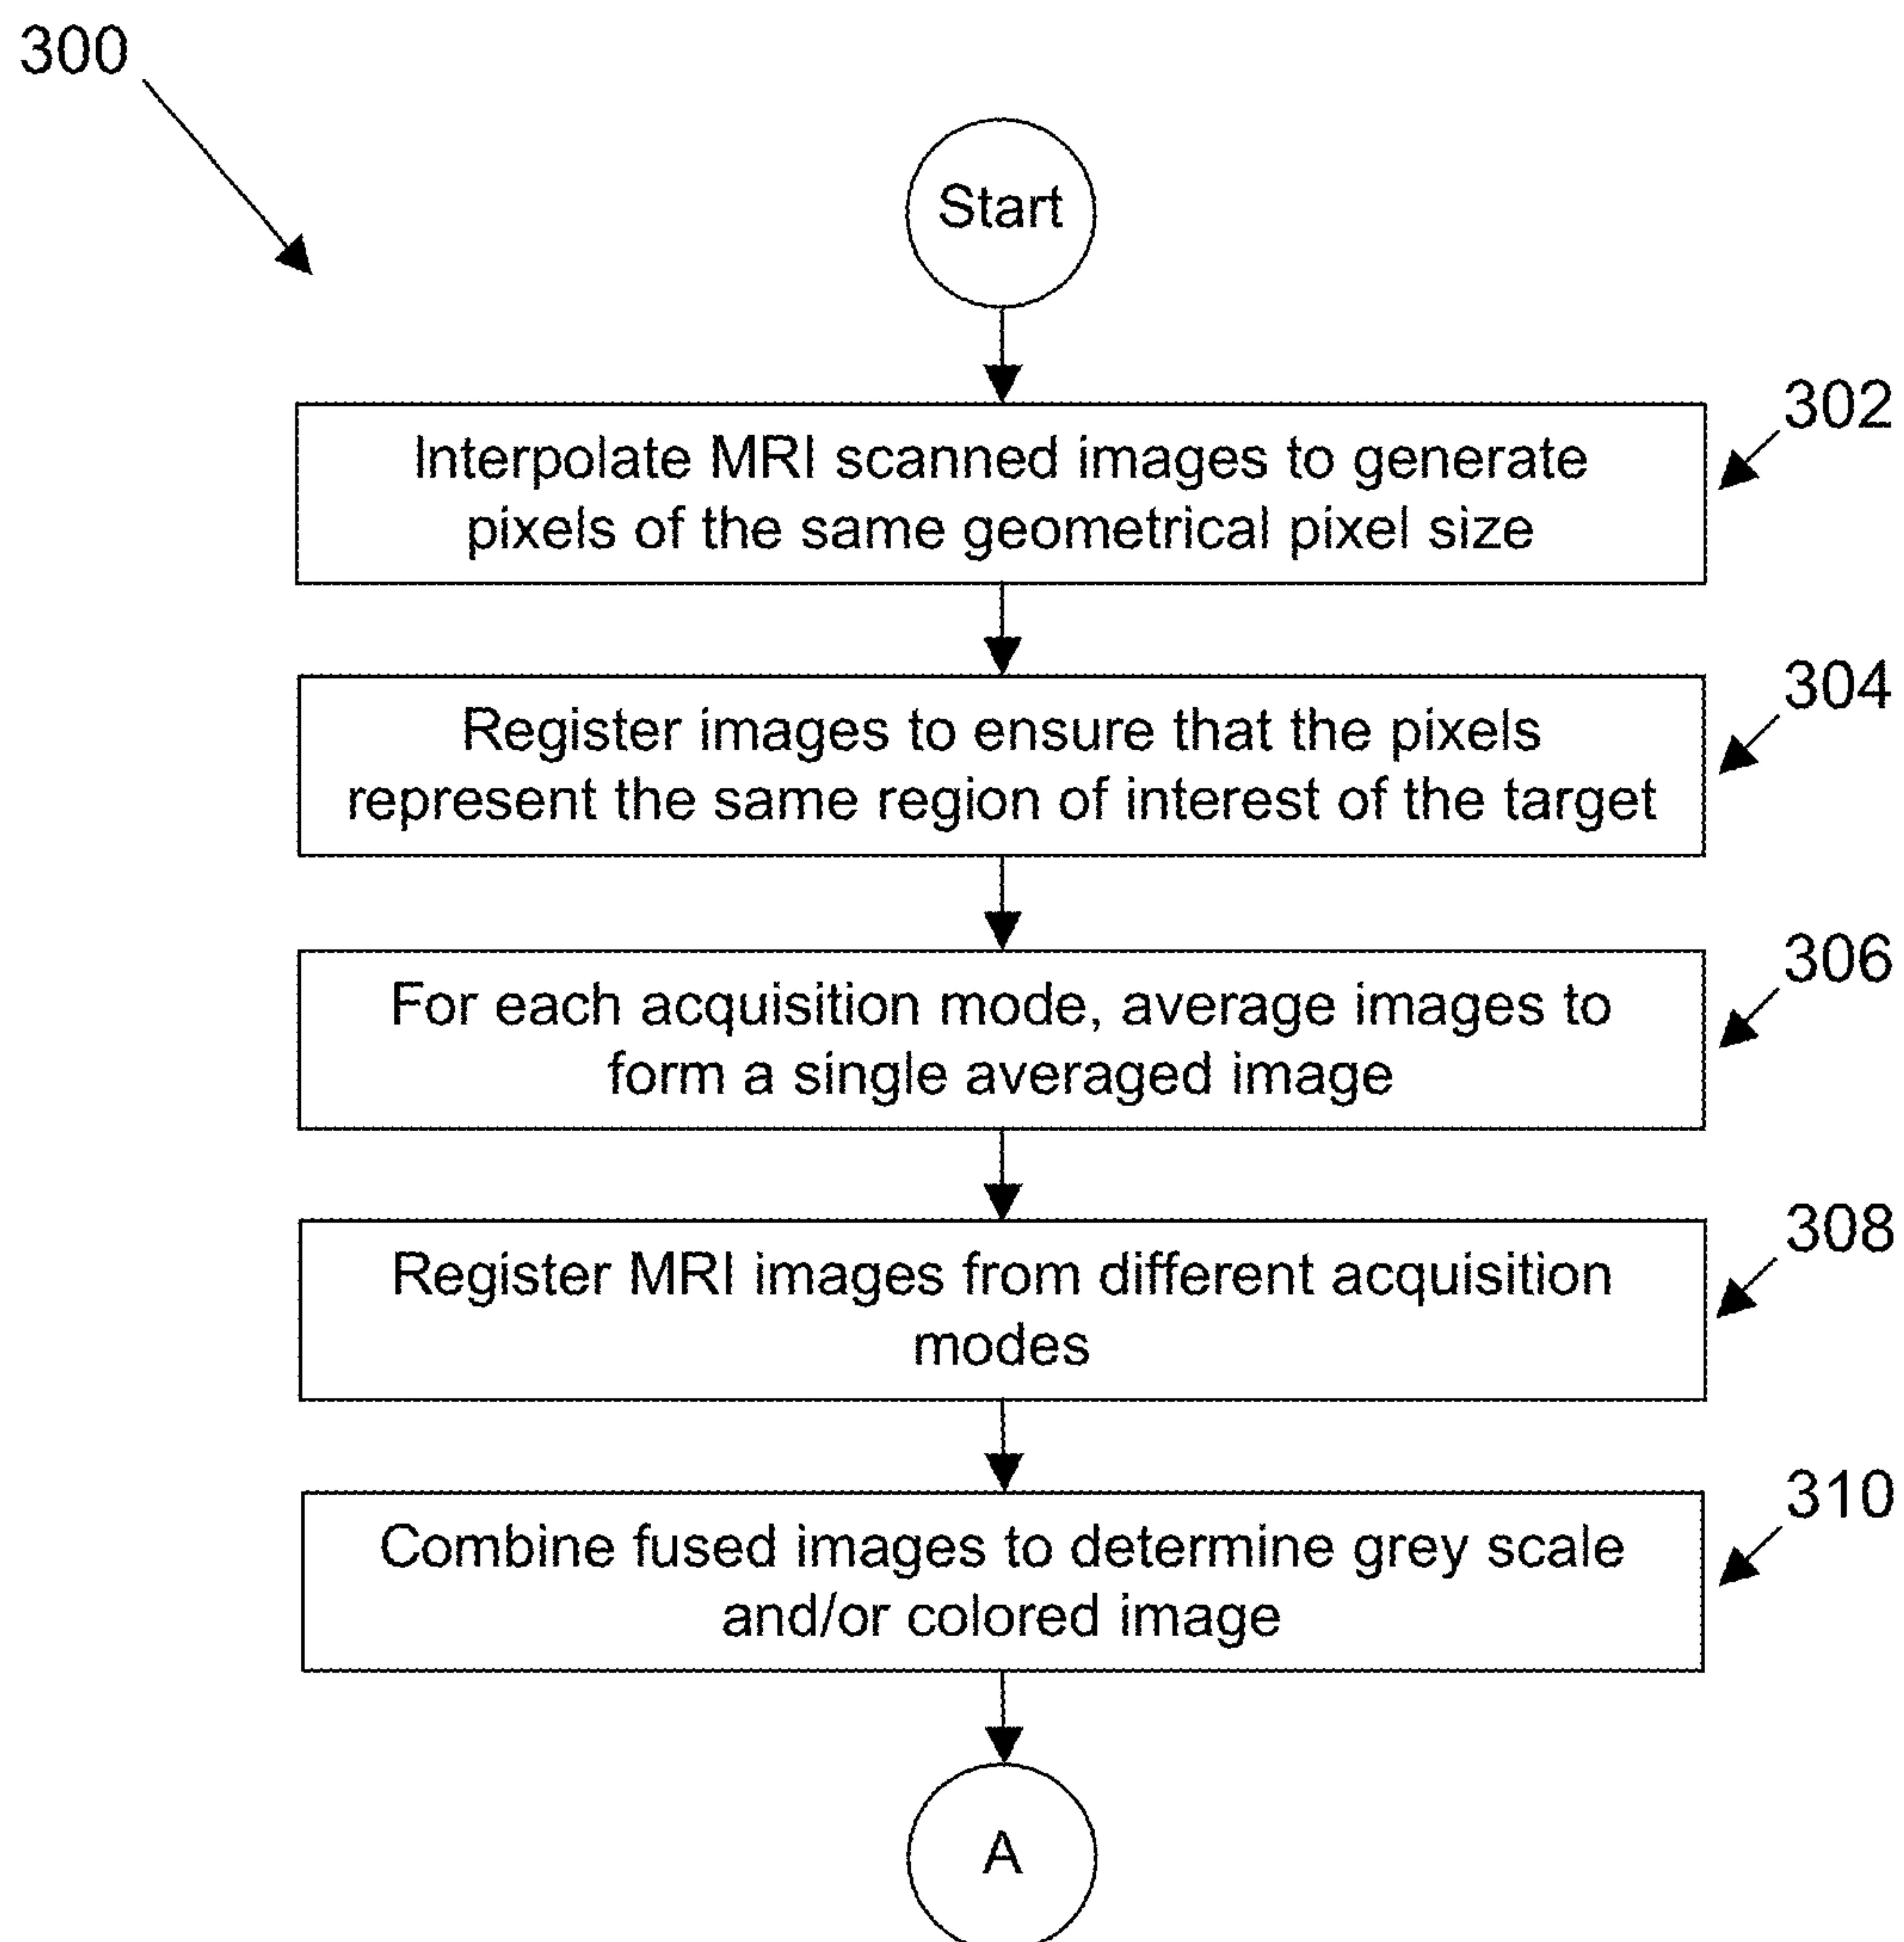 300
Start
302
Interpolate MRI scanned images to generate
pixels of the same geometrical pixel size
304
Register images to ensure that the pixels
represent the same region of interest of the target
306
For each acquisition mode, average images to
form a single averaged image
308
Register MRI images from different acquisition
modes
310
Combine fused images to determine grey scale
and/or colored image
A